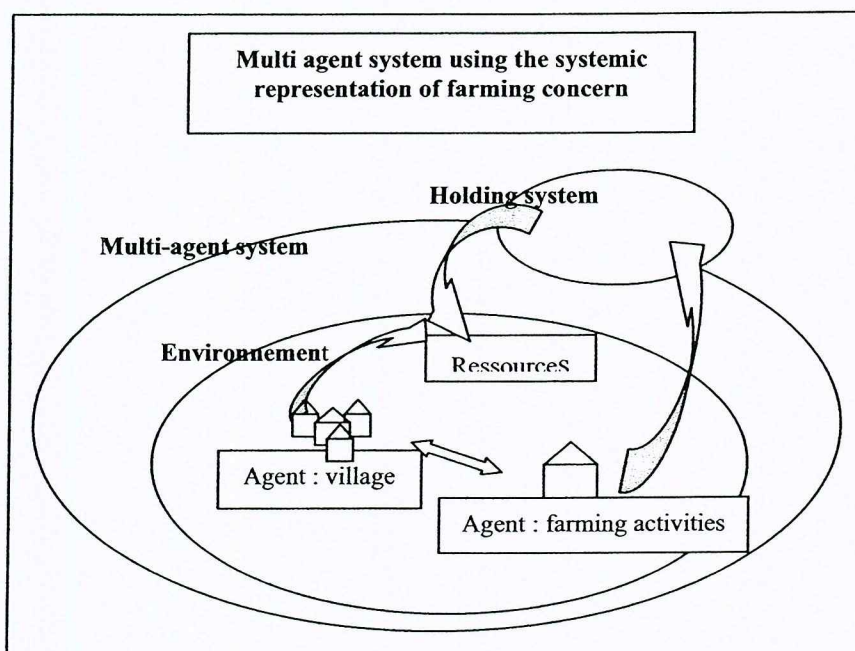 Multi agent system using the systemic
representation of farming concern
Holding system
Multi-agent system
Environnement
Ressources
Agent : village
Agent : farming activities